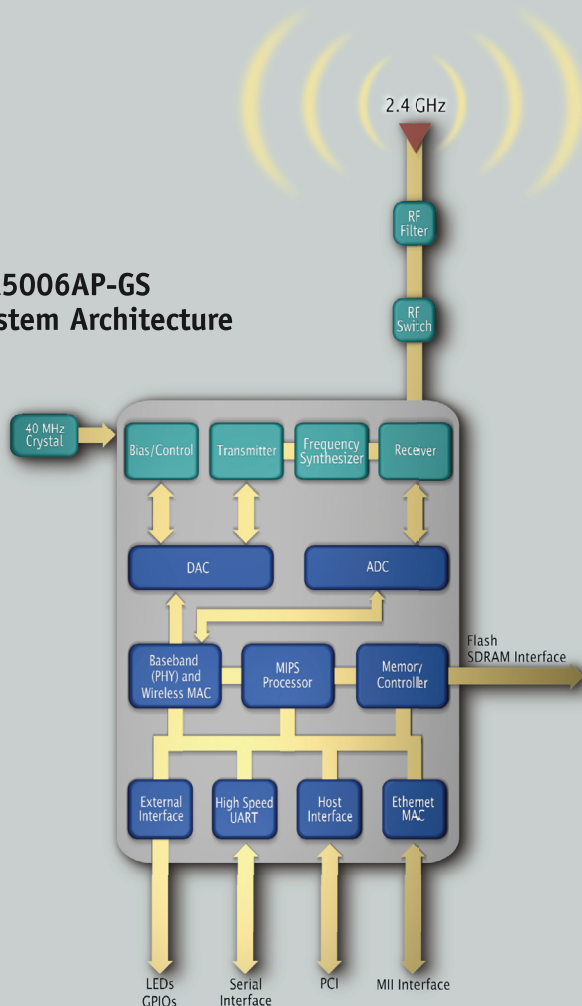 2.4 GHz
RF
Filter
5006AP-GS
stem Architecture
RF
Switch
40 MHz
Crystal
Bias/Control
Transmitter
Frequency
Synthesizer
Receiver
DAC
ADC
Baseband
(PHY) and
Wireless MAC
MIPS
Processor
Memory
Controller
Flash
SDRAM Interface
External
Interface
High Speed
UART
Host
Interface
Ethernet
MAC
LEDs
GPIOs
Serial
Interface
PCI
MII Interface